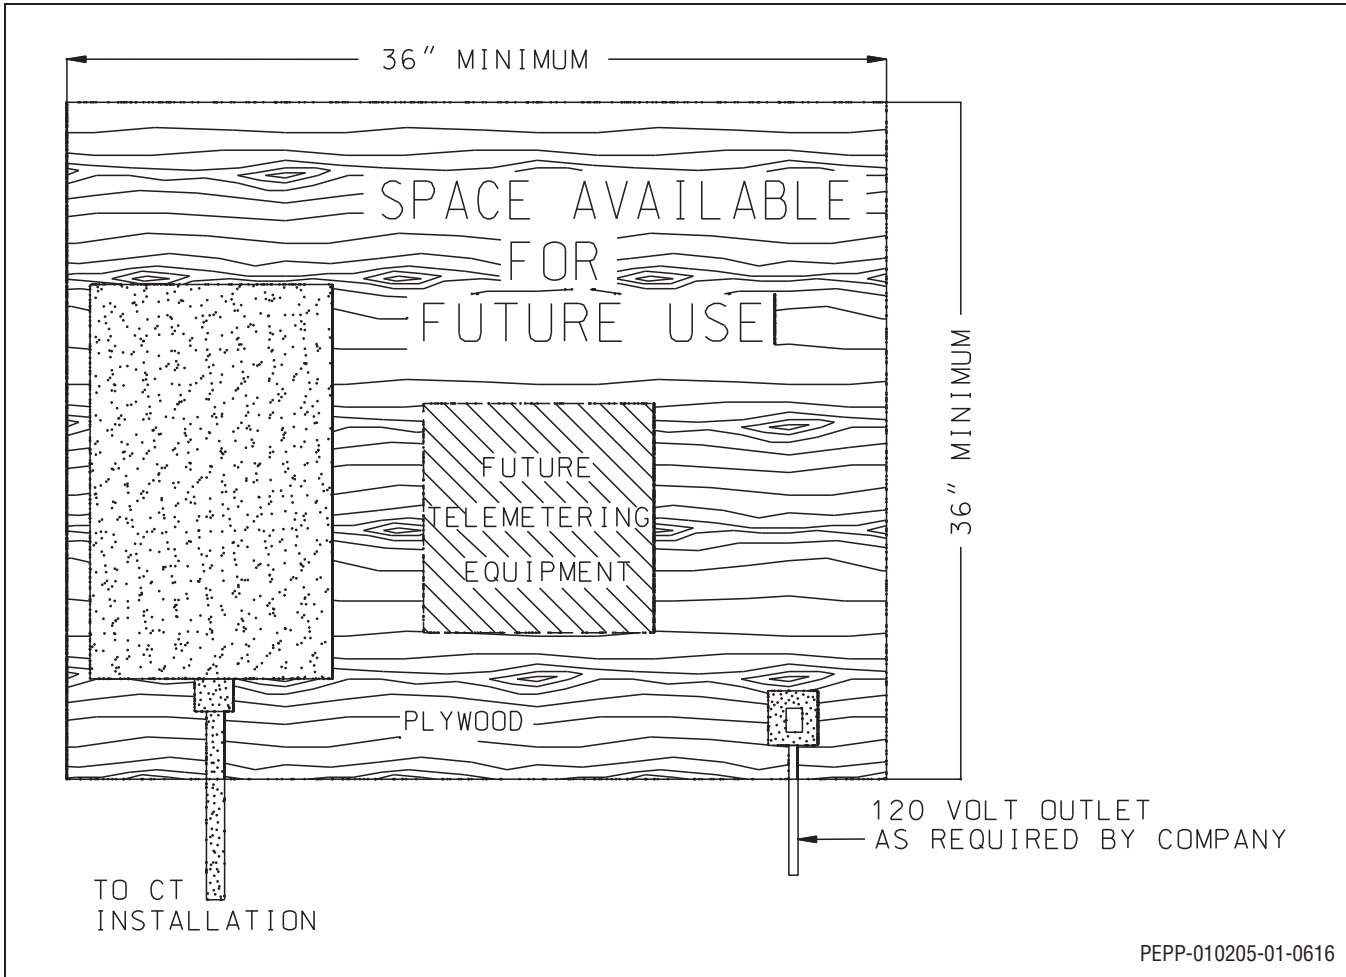 36" MINIMUM
SPACE AVAILABLE
FOR
FUTURE USE
36" MINIMUM
FUTURE
TELEMETERING
EQUIPMENT
PLYWOOD
120 VOLT OUTLET
AS REQUIRED BY COMPANY
TO CT
INSTALLATION
PEPP-010205-01-0616